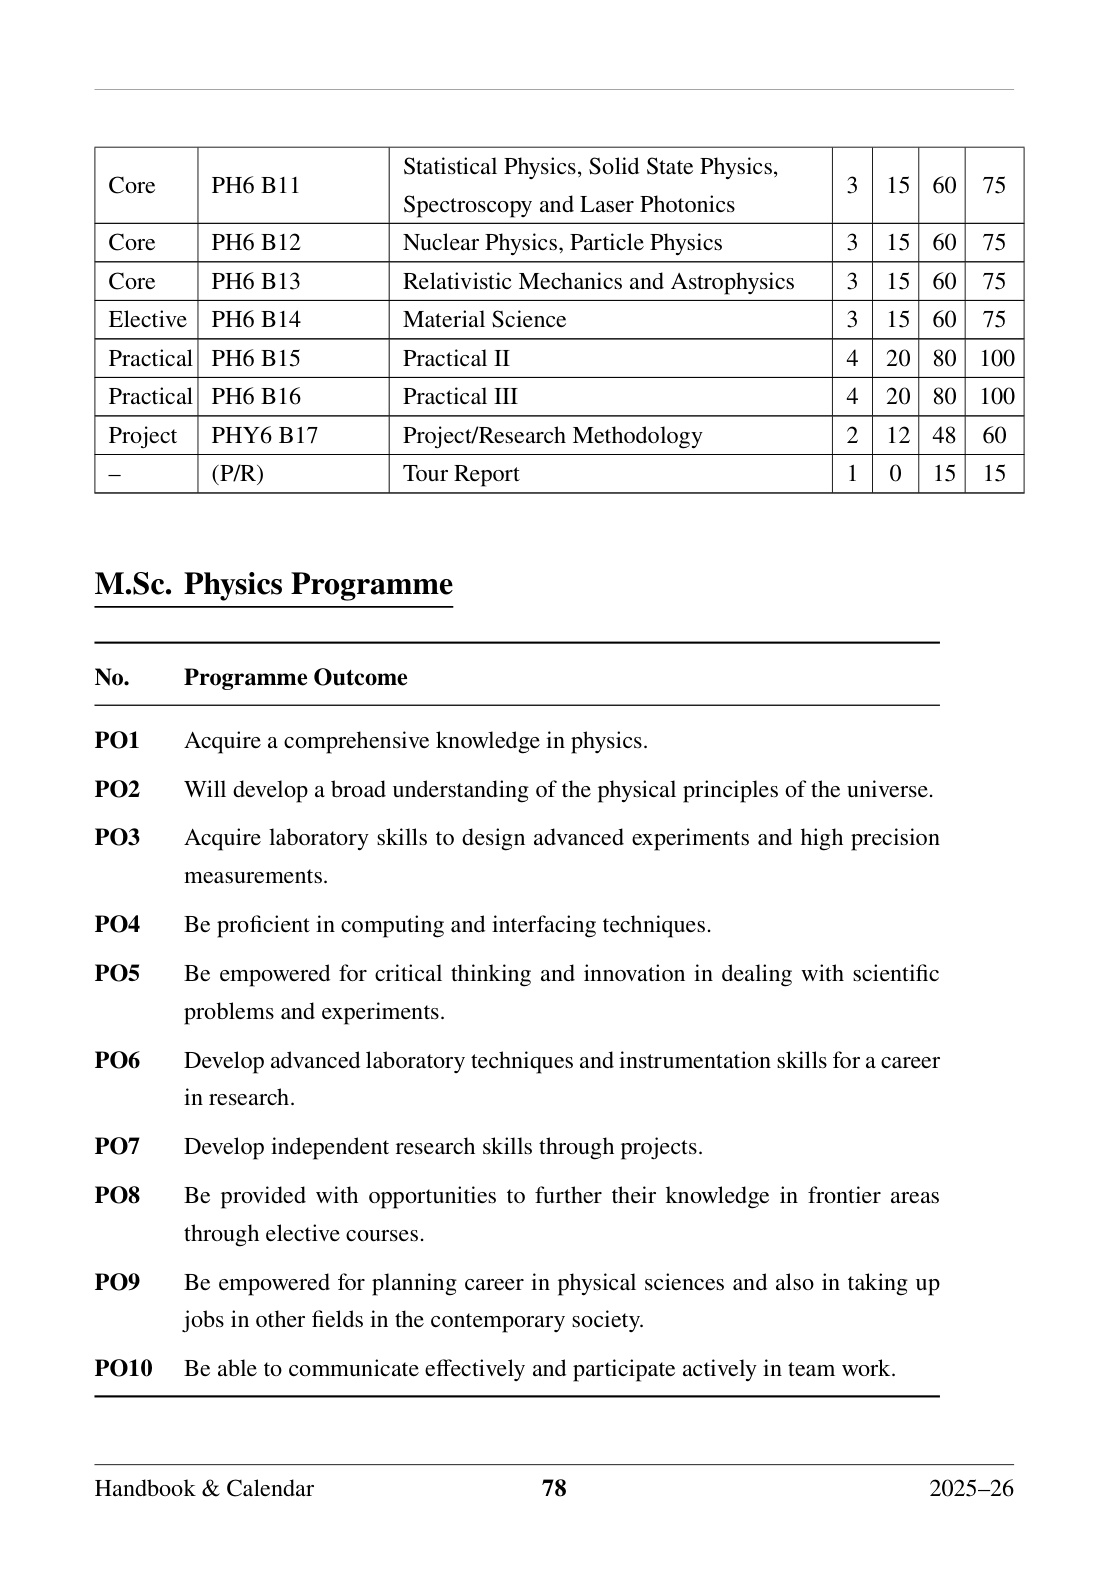 Core PH6 B11 Statistical Physics, Solid State Physics, 3 15 60 75
Spectroscopy and Laser Photonics
Core PH6 B12 Nuclear Physics, Particle Physics 3 15 60 75
Core PH6 B13 Relativistic Mechanics and Astrophysics 3 15 60 75
Elective PH6 B14 Material Science 3 15 60 75
Practical PH6 B15 Practical II 4 20 80 100
Practical PH6 B16 Practical III 4 20 80 100
Project PHY6 B17 Project/Research Methodology 2 12 48 60
– (P/R) Tour Report 1 0 15 15
M.Sc. Physics Programme
No. Programme Outcome
PO1 Acquire a comprehensive knowledge in physics.
PO2 Will develop a broad understanding of the physical principles of the universe.
PO3 Acquire laboratory skills to design advanced experiments and high precision
measurements.
PO4 Be proficient in computing and interfacing techniques.
PO5 Be empowered for critical thinking and innovation in dealing with scientific
problems and experiments.
PO6 Develop advanced laboratory techniques and instrumentation skills for a career
in research.
PO7 Develop independent research skills through projects.
PO8 Be provided with opportunities to further their knowledge in frontier areas
through elective courses.
PO9 Be empowered for planning career in physical sciences and also in taking up
jobs in other fields in the contemporary society.
PO10 Be able to communicate effectively and participate actively in team work.
Handbook & Calendar 78 2025–26